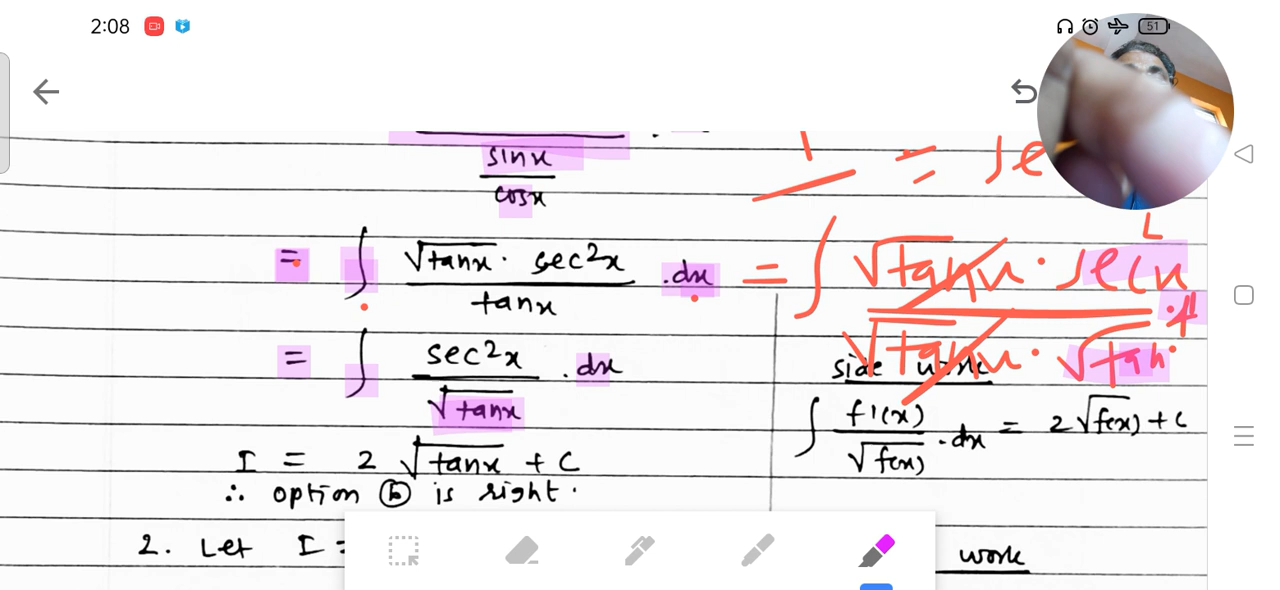 2:08
51
sinx
cosx
= ∫ √tanx · sec²x / tanx .dx = ∫ √tanx · sec²x / √tanx · √tan
= ∫ sec²x / √tanx .dx
side work
∫ f'(x) / √f(x) .dx = 2√f(x) + c
I = 2 √tanx + C
∴ option ⓑ is right.
2. Let I =
work